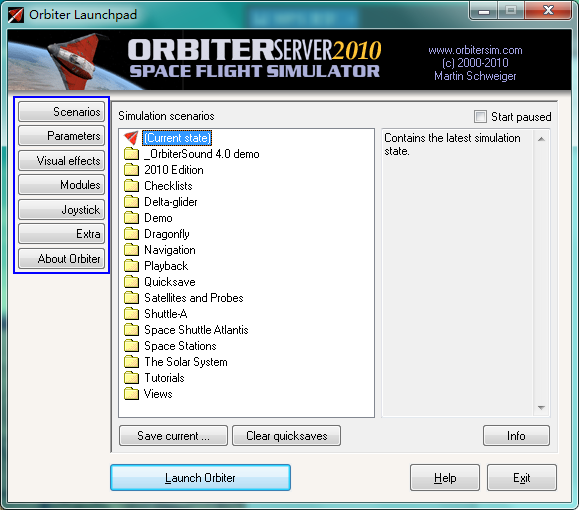 Orbiter Launchpad
ORBITERSERVER2010
SPACE FLIGHT SIMULATOR
www.orbitersim.com
(c) 2000-2010
Martin Schweiger
Scenarios
Parameters
Visual effects
Modules
Joystick
Extra
About Orbiter
Simulation scenarios
Start paused
(Current state)
_OrbiterSound 4.0 demo
2010 Edition
Checklists
Delta-glider
Demo
Dragonfly
Navigation
Playback
Quicksave
Satellites and Probes
Shuttle-A
Space Shuttle Atlantis
Space Stations
The Solar System
Tutorials
Views
Contains the latest simulation
state.
Save current ...
Clear quicksaves
Info
Launch Orbiter
Help
Exit